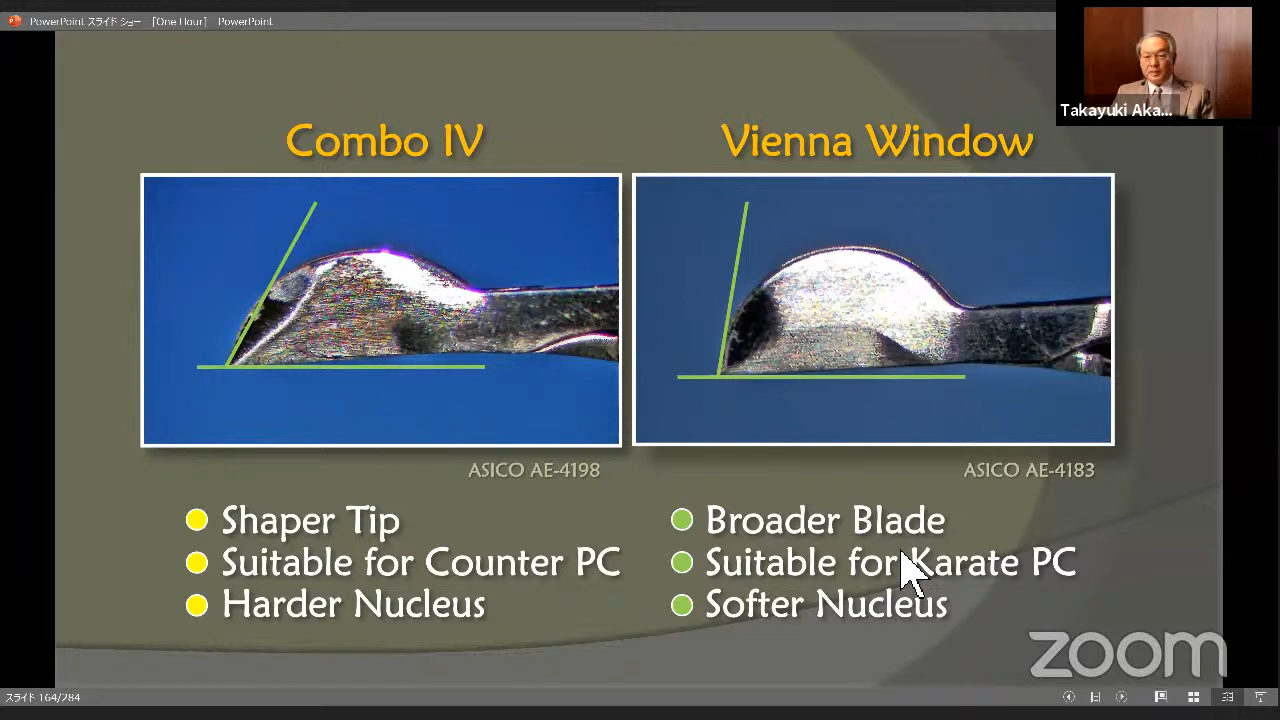 PowerPoint スライド ショー [One Hour] PowerPoint
Takayuki Aka...
Combo IV
Vienna Window
ASICO AE-4198
ASICO AE-4183
Shaper Tip
Suitable for Counter PC
Harder Nucleus
Broader Blade
Suitable for Karate PC
Softer Nucleus
zoom
スライド 164/284